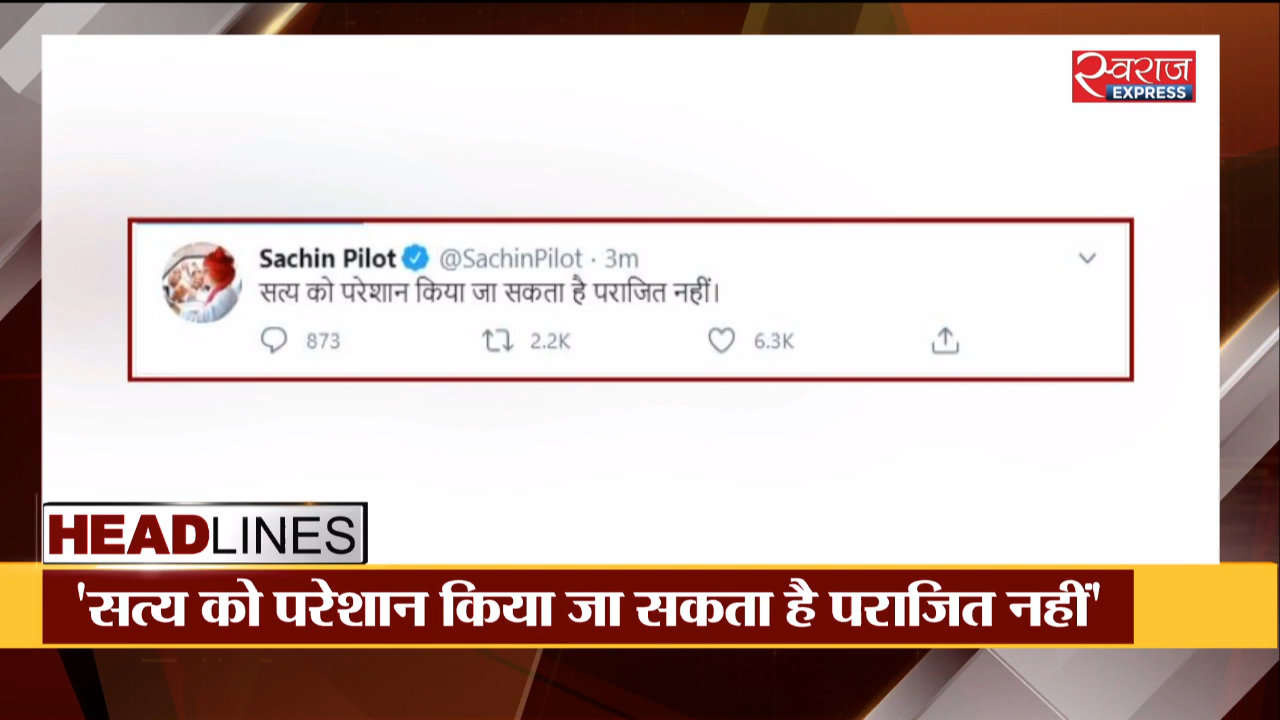 स्वराज
EXPRESS
Sachin Pilot @SachinPilot · 3m
सत्य को परेशान किया जा सकता है पराजित नहीं।
873 2.2K 6.3K
HEADLINES
'सत्य को परेशान किया जा सकता है पराजित नहीं'